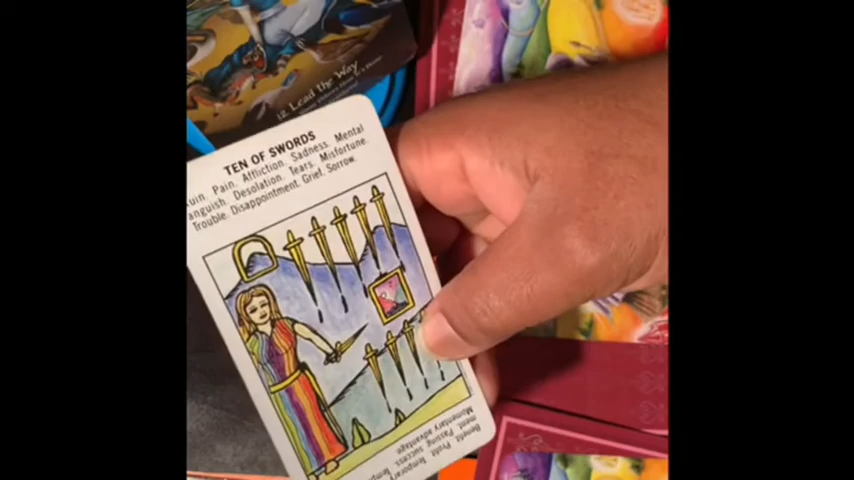 12 Lead the Way
TEN OF SWORDS
Ruin. Pain. Affliction. Sadness. Mental
anguish. Desolation. Tears. Misfortune.
Trouble. Disappointment. Grief. Sorrow.
Benefit. Profit. Temporary
ment. Passing success.
Momentary advantage.